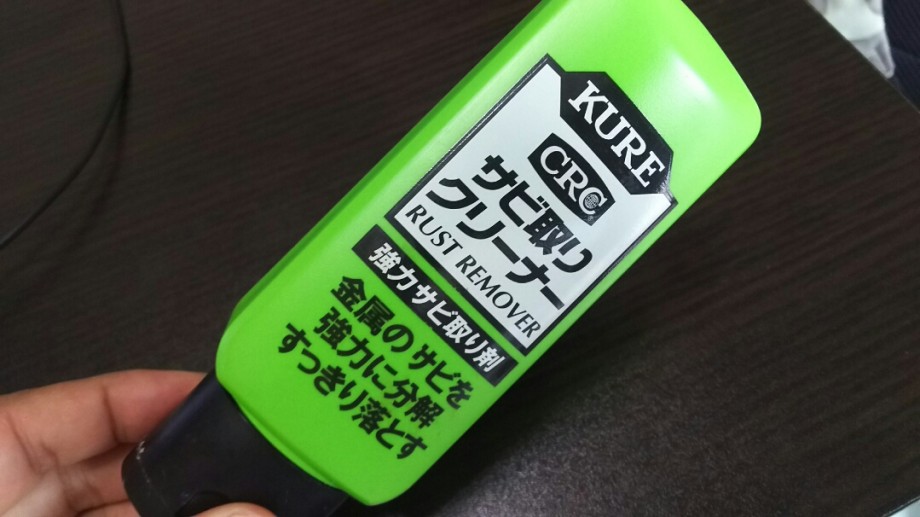 KURE
CRC
サビ取り
クリーナー
RUST REMOVER
強力サビ取り剤
金属のサビを
強力に分解
すっきり落とす